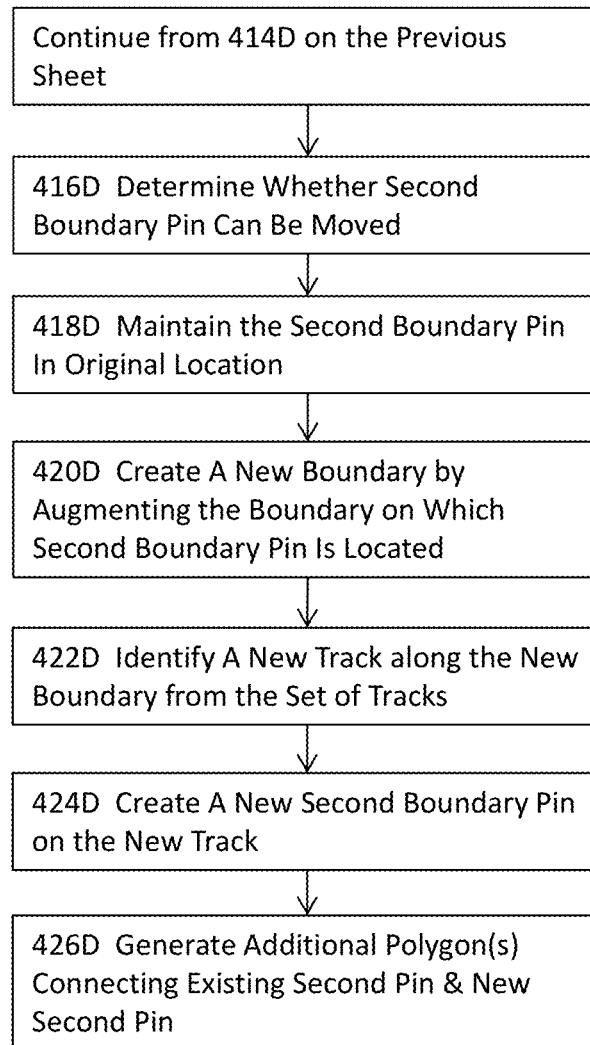 Continue from 414D on the Previous
Sheet
416D Determine Whether Second
Boundary Pin Can Be Moved
418D Maintain the Second Boundary Pin
In Original Location
420D Create A New Boundary by
Augmenting the Boundary on Which
Second Boundary Pin Is Located
422D Identify A New Track along the New
Boundary from the Set of Tracks
424D Create A New Second Boundary Pin
on the New Track
426D Generate Additional Polygon(s)
Connecting Existing Second Pin & New
Second Pin